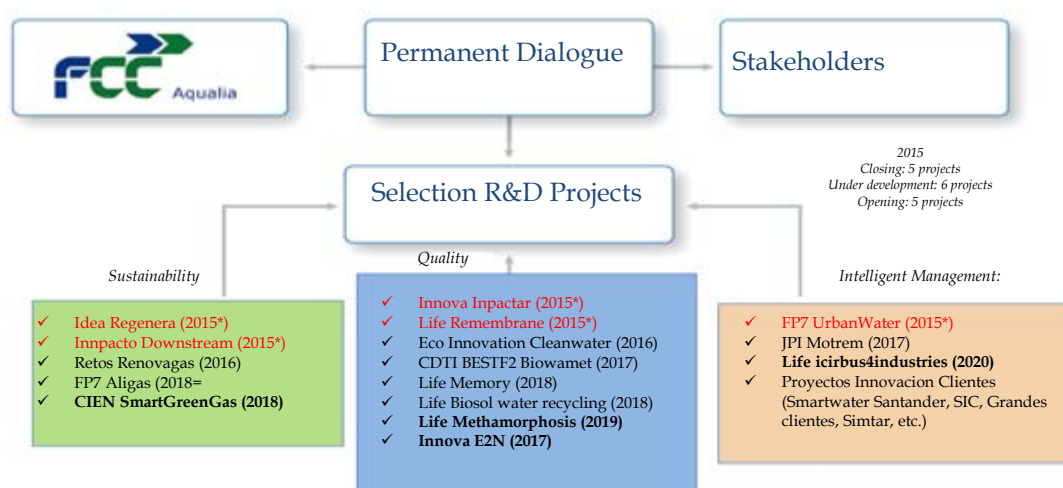 FCC
Aqualia
Permanent Dialogue
Stakeholders
2015
Closing: 5 projects
Under development: 6 projects
Opening: 5 projects
Selection R&D Projects
Sustainability
Quality
Intelligent Management:
✓ Idea Regenera (2015*)
✓ Innpacto Downstream (2015*)
✓ Retos Renovagas (2016)
✓ FP7 Aligas (2018=
✓ CIEN SmartGreenGas (2018)
✓ Innova Inpactar (2015*)
✓ Life Remembrane (2015*)
✓ Eco Innovation Cleanwater (2016)
✓ CDTI BESTF2 Biowamet (2017)
✓ Life Memory (2018)
✓ Life Biosol water recycling (2018)
✓ Life Methamorphosis (2019)
✓ Innova E2N (2017)
✓ FP7 UrbanWater (2015*)
✓ JPI Motrem (2017)
✓ Life icirbus4industries (2020)
✓ Proyectos Innovacion Clientes
(Smartwater Santander, SIC, Grandes
clientes, Simtar, etc.)